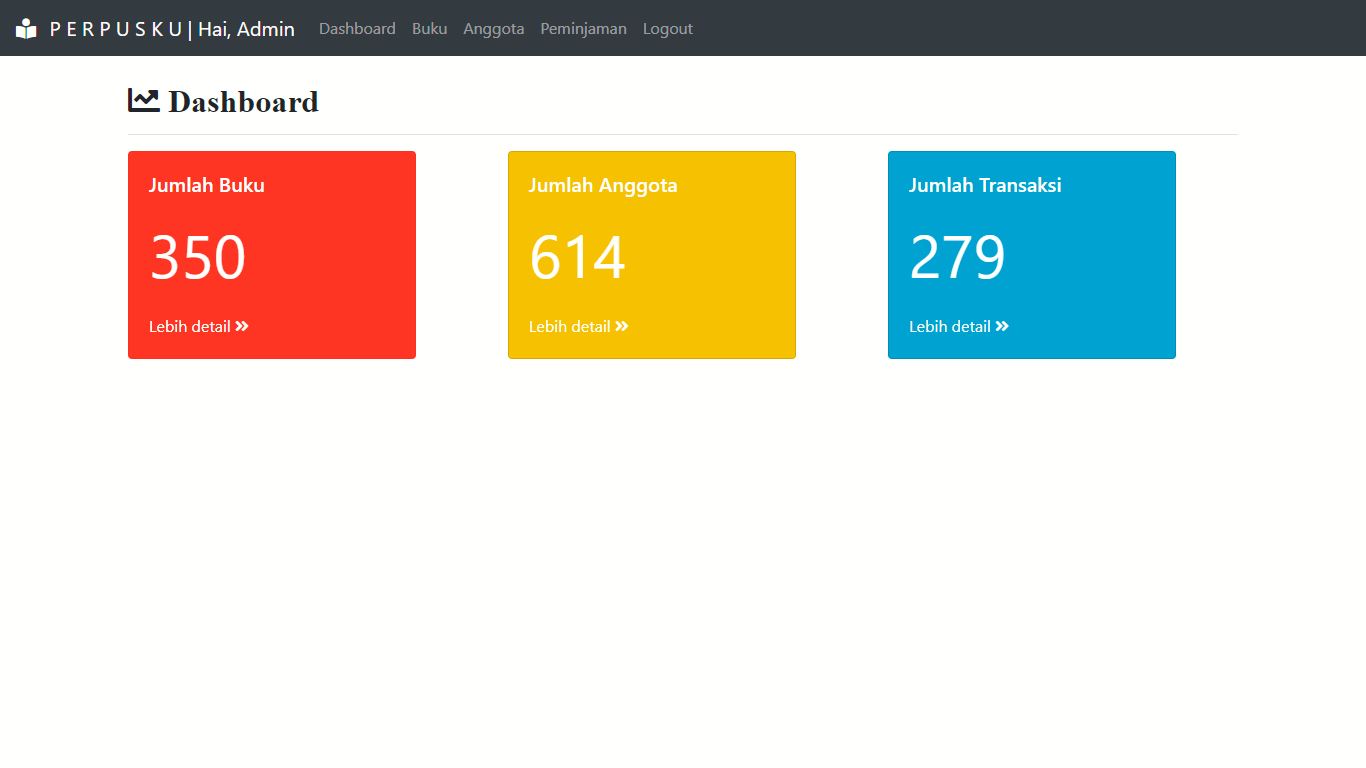 P E R P U S K U | Hai, Admin Dashboard Buku Anggota Peminjaman Logout
Dashboard
Jumlah Buku
350
Lebih detail
Jumlah Anggota
614
Lebih detail
Jumlah Transaksi
279
Lebih detail